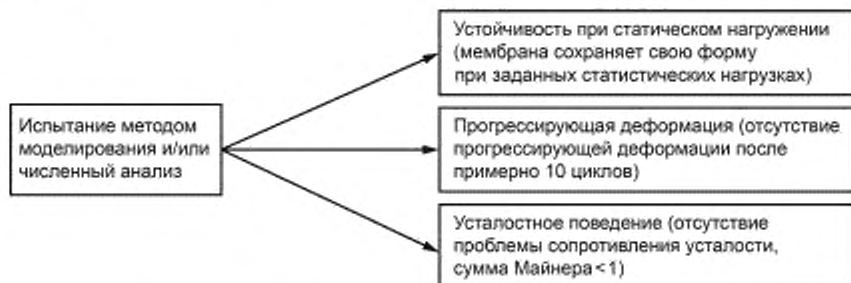 Испытание методом
моделирования и/или
численный анализ
Устойчивость при статическом нагружении
(мембрана сохраняет свою форму
при заданных статистических нагрузках)
Прогрессирующая деформация (отсутствие
прогрессирующей деформации после
примерно 10 циклов)
Усталостное поведение (отсутствие
проблемы сопротивления усталости,
сумма Майнера < 1)